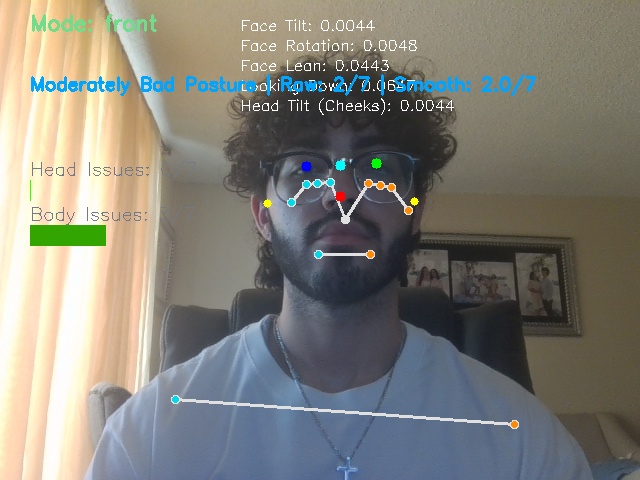 Mode: front
Face Tilt: 0.0044
Face Rotation: 0.0048
Face Lean: 0.0443
Moderately Bad Posture | Raw: 2/7 | Smooth: 2.0/7
Head Tilt (Cheeks): 0.0044
Head Issues:
Body Issues: